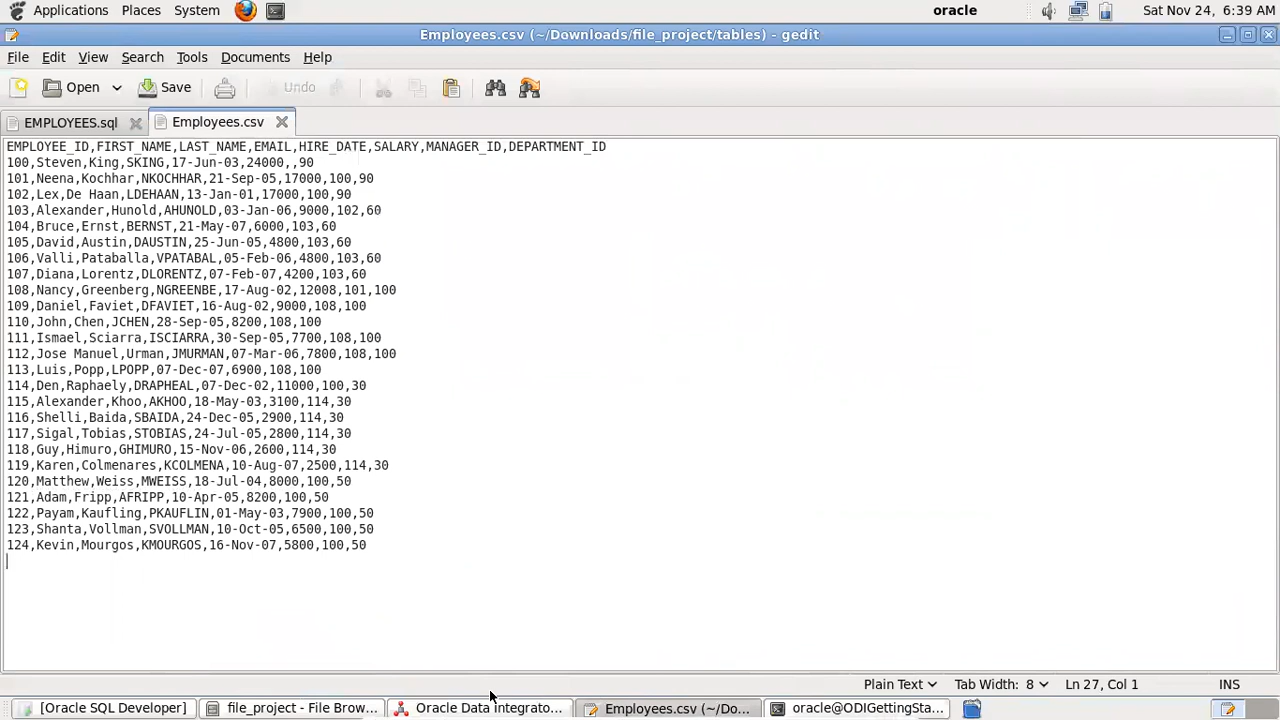 Applications Places System oracle Sat Nov 24, 6:39 AM
Employees.csv (~/Downloads/file_project/tables) - gedit
File Edit View Search Tools Documents Help
Open Save Undo
EMPLOYEES.sql Employees.csv
EMPLOYEE_ID,FIRST_NAME,LAST_NAME,EMAIL,HIRE_DATE,SALARY,MANAGER_ID,DEPARTMENT_ID
100,Steven,King,SKING,17-Jun-03,24000,,90
101,Neena,Kochhar,NKOCHHAR,21-Sep-05,17000,100,90
102,Lex,De Haan,LDEHAAN,13-Jan-01,17000,100,90
103,Alexander,Hunold,AHUNOLD,03-Jan-06,9000,102,60
104,Bruce,Ernst,BERNST,21-May-07,6000,103,60
105,David,Austin,DAUSTIN,25-Jun-05,4800,103,60
106,Valli,Pataballa,VPATABAL,05-Feb-06,4800,103,60
107,Diana,Lorentz,DLORENTZ,07-Feb-07,4200,103,60
108,Nancy,Greenberg,NGREENBE,17-Aug-02,12008,101,100
109,Daniel,Faviet,DFAVIET,16-Aug-02,9000,108,100
110,John,Chen,JCHEN,28-Sep-05,8200,108,100
111,Ismael,Sciarra,ISCIARRA,30-Sep-05,7700,108,100
112,Jose Manuel,Urman,JMURMAN,07-Mar-06,7800,108,100
113,Luis,Popp,LPOPP,07-Dec-07,6900,108,100
114,Den,Raphaely,DRAPHEAL,07-Dec-02,11000,100,30
115,Alexander,Khoo,AKHOO,18-May-03,3100,114,30
116,Shelli,Baida,SBAIDA,24-Dec-05,2900,114,30
117,Sigal,Tobias,STOBIAS,24-Jul-05,2800,114,30
118,Guy,Himuro,GHIMURO,15-Nov-06,2600,114,30
119,Karen,Colmenares,KCOLMENA,10-Aug-07,2500,114,30
120,Matthew,Weiss,MWEISS,18-Jul-04,8000,100,50
121,Adam,Fripp,AFRIPP,10-Apr-05,8200,100,50
122,Payam,Kaufling,PKAUFLIN,01-May-03,7900,100,50
123,Shanta,Vollman,SVOLLMAN,10-Oct-05,6500,100,50
124,Kevin,Mourgos,KMOURGOS,16-Nov-07,5800,100,50
Plain Text Tab Width: 8 Ln 27, Col 1 INS
[Oracle SQL Developer] file_project - File Brow... Oracle Data Integrato... Employees.csv (~/Do... oracle@ODIGettingSta...